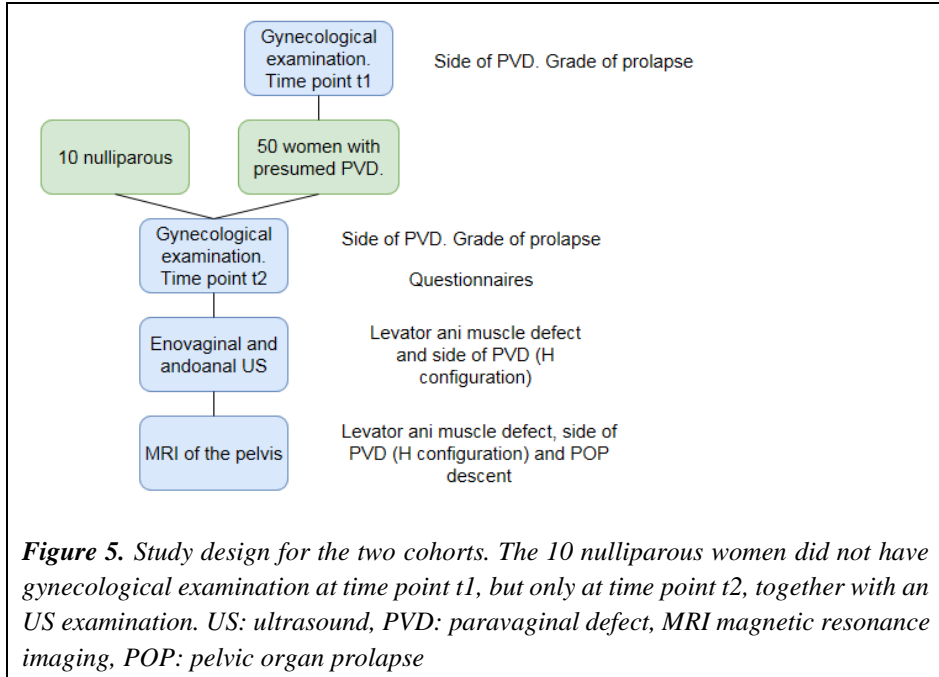 Gynecological
examination.
Time point t1
Side of PVD. Grade of prolapse
10 nulliparous
50 women with
presumed PVD.
Gynecological
examination.
Time point t2
Side of PVD. Grade of prolapse
Questionnaires
Enovaginal and
andoanal US
Levator ani muscle defect
and side of PVD (H
configuration)
MRI of the pelvis
Levator ani muscle defect, side of
PVD (H configuration) and POP
descent
Figure 5. Study design for the two cohorts. The 10 nulliparous women did not have
gynecological examination at time point t1, but only at time point t2, together with an
US examination. US: ultrasound, PVD: paravaginal defect, MRI magnetic resonance
imaging, POP: pelvic organ prolapse